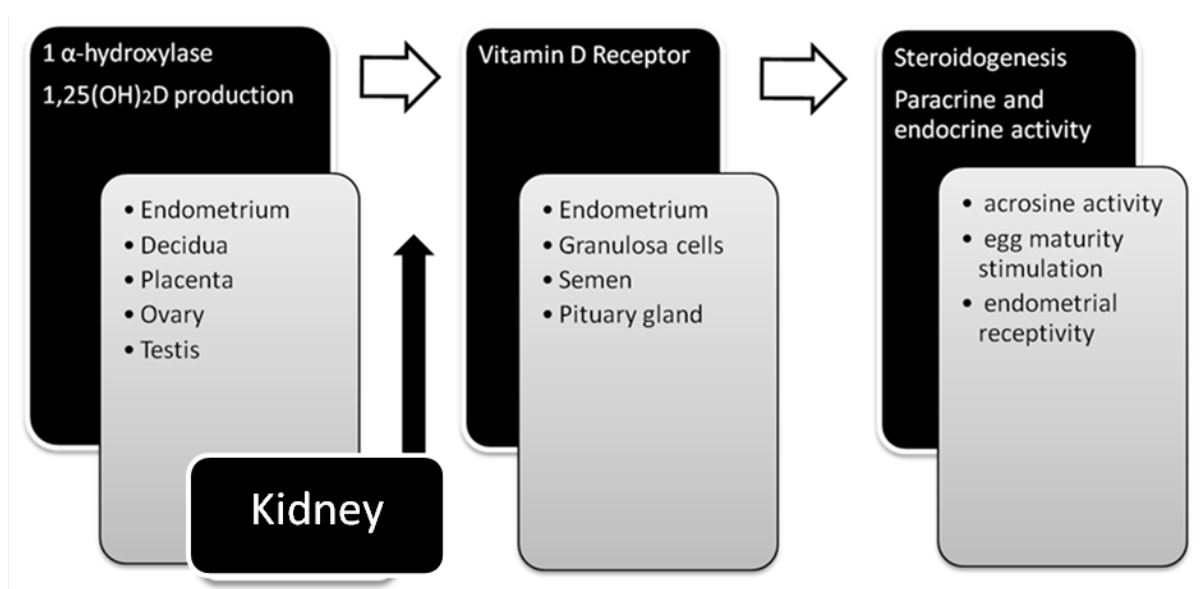 1 α-hydroxylase
1,25(OH)₂D production
• Endometrium
• Decidua
• Placenta
• Ovary
• Testis
Kidney
Vitamin D Receptor
• Endometrium
• Granulosa cells
• Semen
• Pituary gland
Steroidogenesis
Paracrine and
endocrine activity
• acrosine activity
• egg maturity
stimulation
• endometrial
receptivity